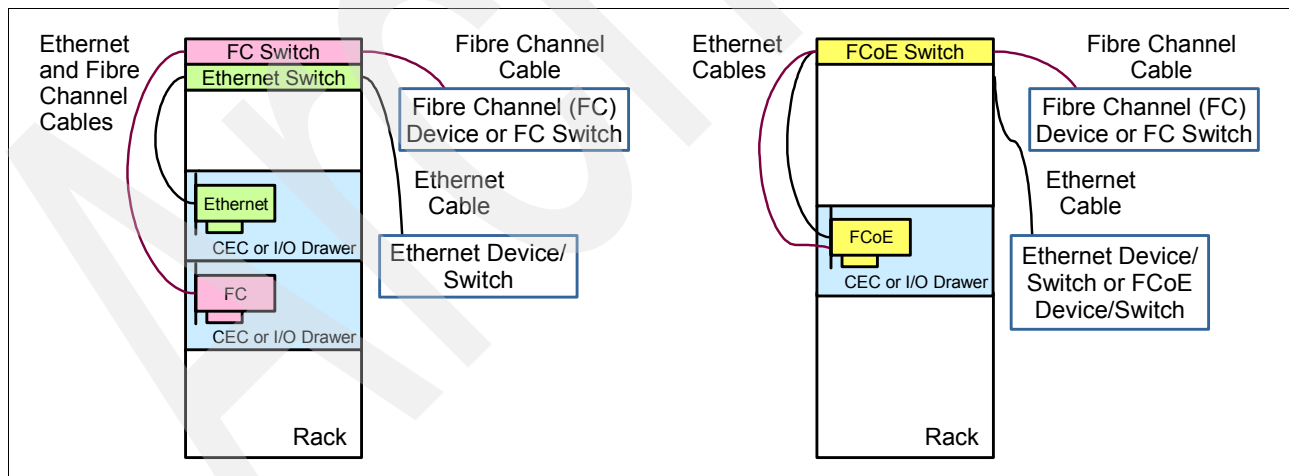 Ethernet
and Fibre
Channel
Cables
FC Switch
Ethernet Switch
Fibre Channel
Cable
Fibre Channel (FC)
Device or FC Switch
Ethernet
CEC or I/O Drawer
Ethernet
Cable
Ethernet Device/
Switch
FC
CEC or I/O Drawer
Rack
Ethernet
Cables
FCoE Switch
Fibre Channel
Cable
Fibre Channel (FC)
Device or FC Switch
FCoE
CEC or I/O Drawer
Ethernet
Cable
Ethernet Device/
Switch or FCoE
Device/Switch
Rack